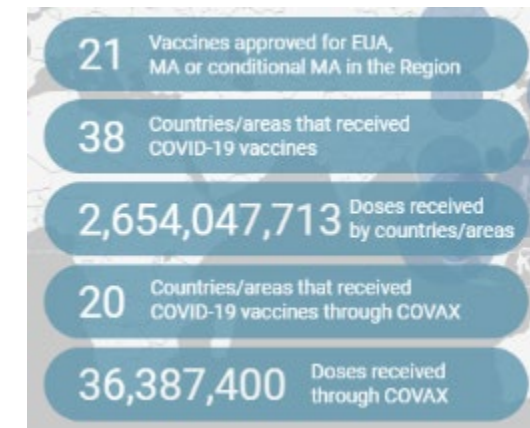 21 Vaccines approved for EUA,
MA or conditional MA in the Region
38 Countries/areas that received
COVID-19 vaccines
2,654,047,713 Doses received
by countries/areas
20 Countries/areas that received
COVID-19 vaccines through COVAX
36,387,400 Doses received
through COVAX